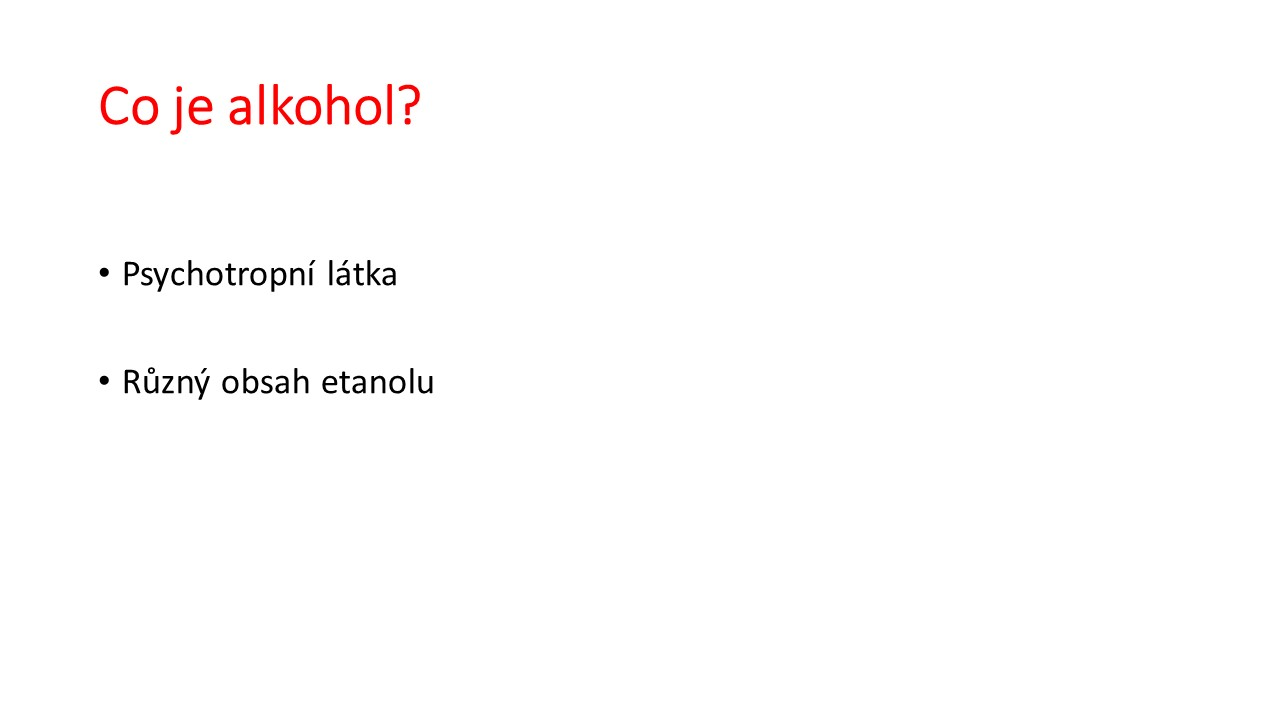 Co je alkohol?
• Psychotropní látka
• Různý obsah etanolu